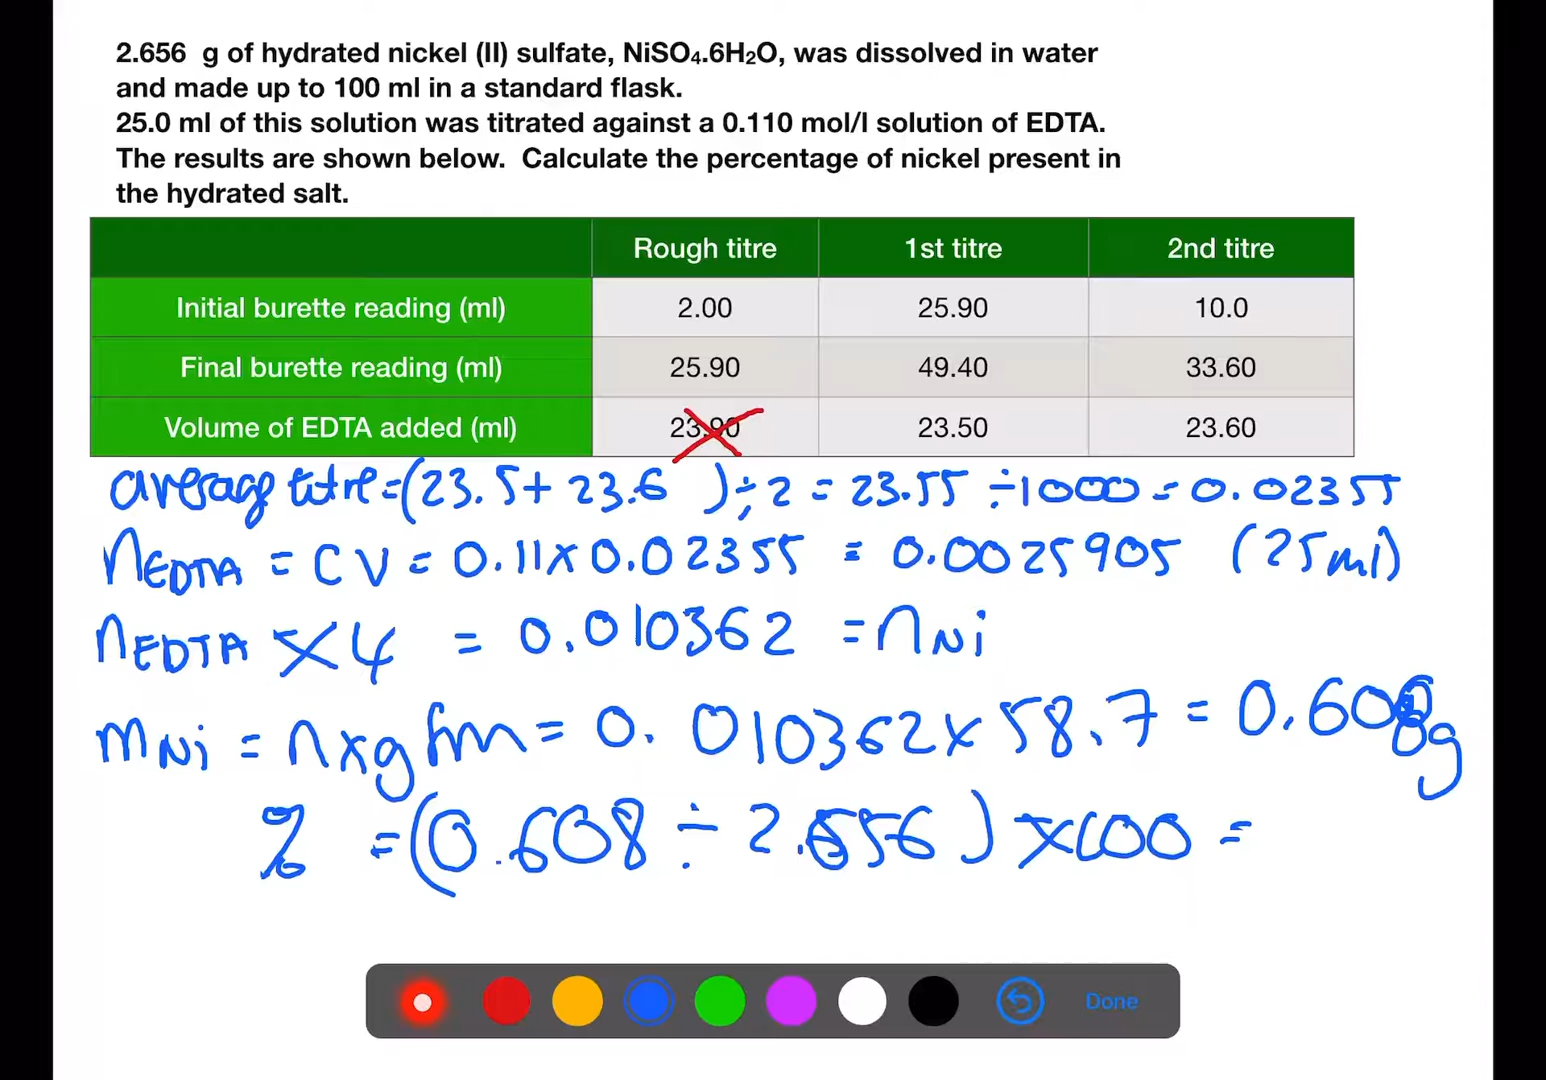 2.656 g of hydrated nickel (II) sulfate, NiSO₄.6H₂O, was dissolved in water
and made up to 100 ml in a standard flask.
25.0 ml of this solution was titrated against a 0.110 mol/l solution of EDTA.
The results are shown below. Calculate the percentage of nickel present in
the hydrated salt.
Rough titre 1st titre 2nd titre
Initial burette reading (ml) 2.00 25.90 10.0
Final burette reading (ml) 25.90 49.40 33.60
Volume of EDTA added (ml) 23.90 23.50 23.60
average titre = (23.5 + 23.6 ) ÷ 2 = 23.55 ÷ 1000 = 0.02355
nEDTA = CV = 0.11 x 0.02355 = 0.0025905 (25ml)
nEDTA x 4 = 0.010362 = nNi
mNi = n x gfm = 0.010362 x 58.7 = 0.608g
% = (0.608 ÷ 2.656) x 100 =
Done